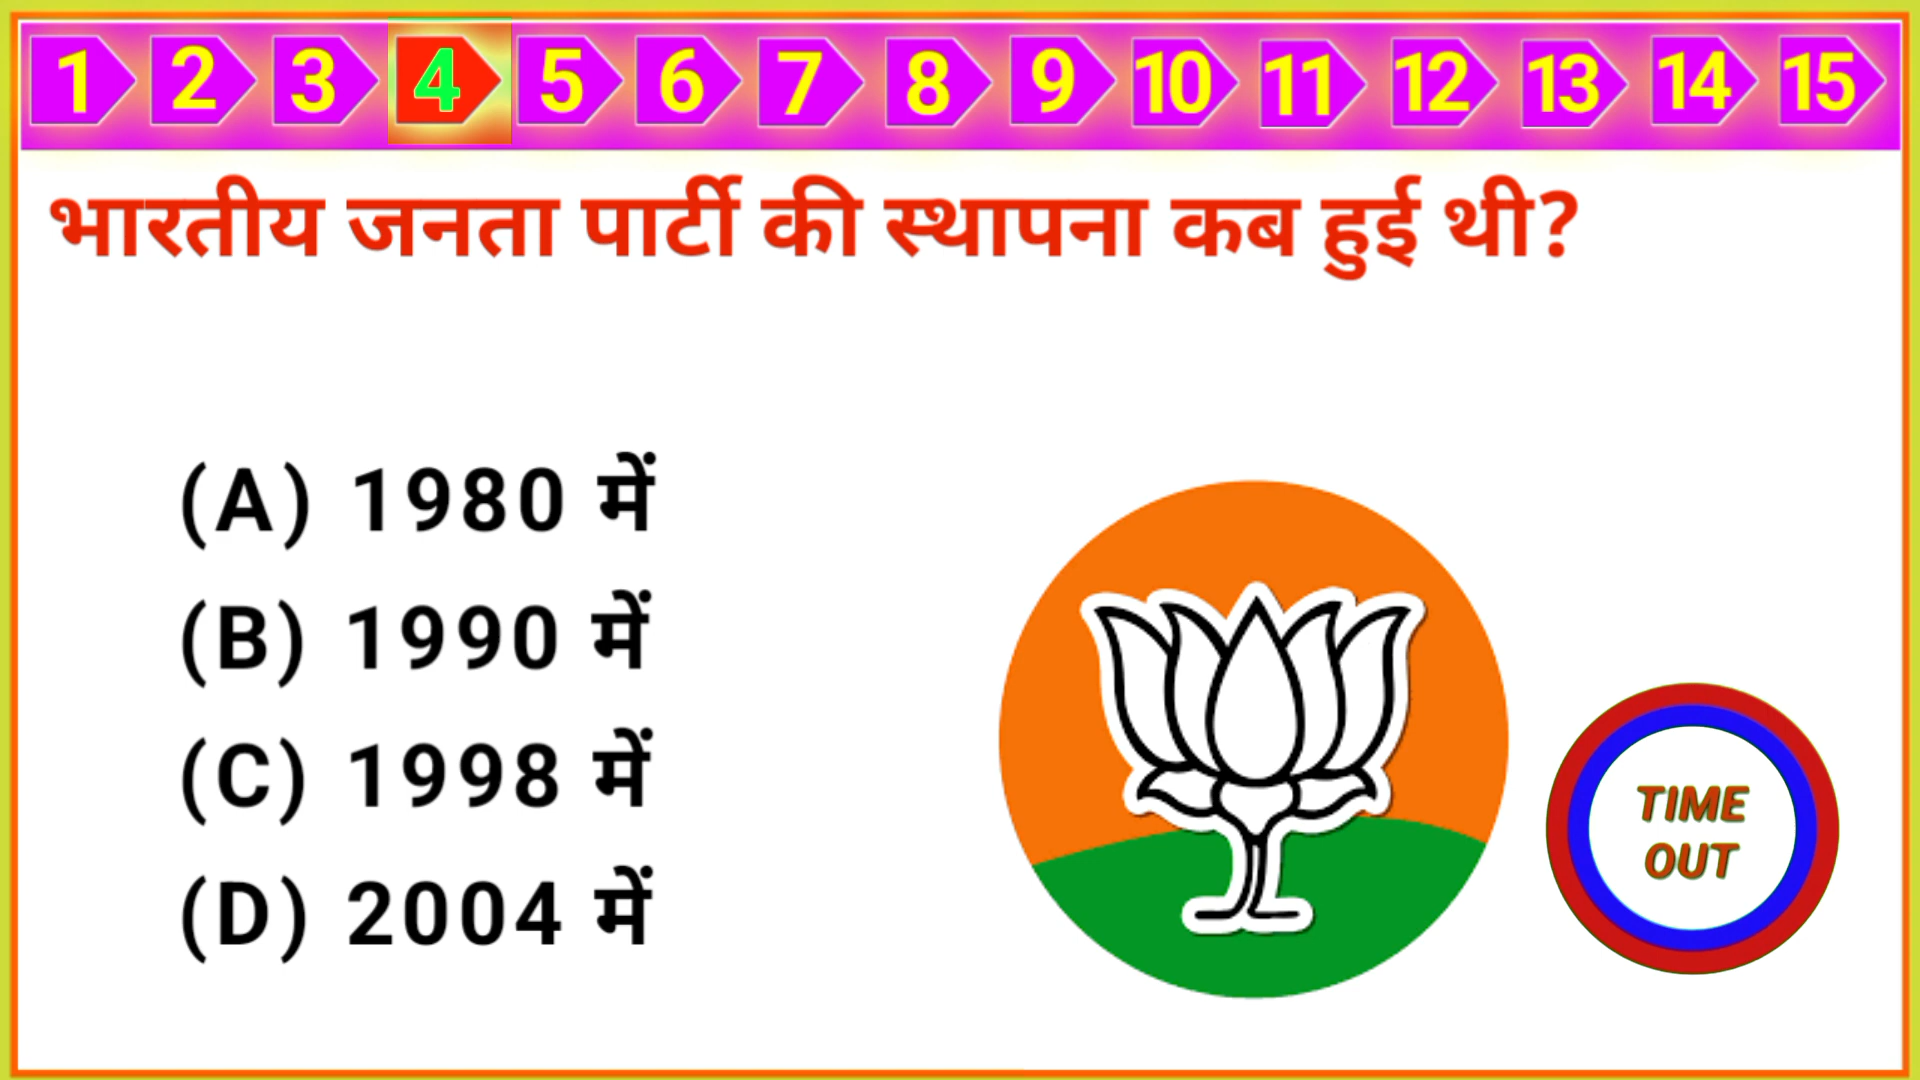 1 2 3 4 5 6 7 8 9 10 11 12 13 14 15
भारतीय जनता पार्टी की स्थापना कब हुई थी?
(A) 1980 में
(B) 1990 में
(C) 1998 में
(D) 2004 में
TIME
OUT